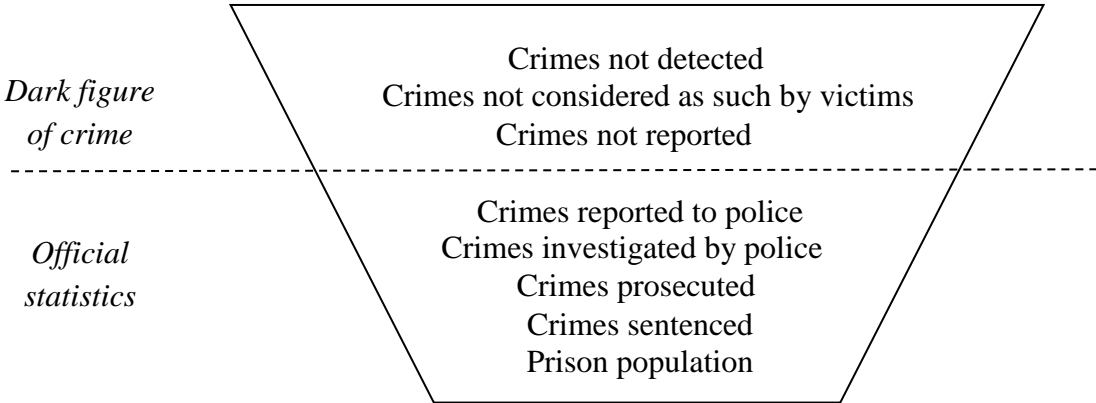 Dark figure
of crime
Crimes not detected
Crimes not considered as such by victims
Crimes not reported
Official
statistics
Crimes reported to police
Crimes investigated by police
Crimes prosecuted
Crimes sentenced
Prison population